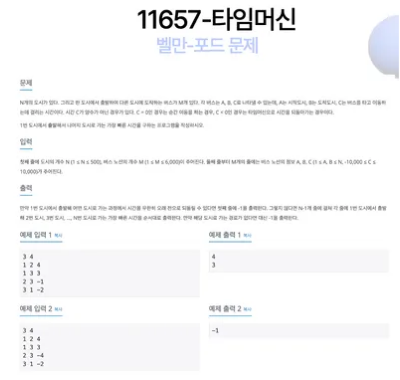 11657-타임머신
벨만-포드 문제
문제
N개의 도시가 있다. 그리고 한 도시에서 출발하여 다른 도시에 도착하는 버스가 M개 있다. 각 버스는 A, B, C로 나타낼 수 있는데, A는 시작도시, B는 도착도시, C는 버스를 타고 이동하
는데 걸리는 시간이다. 시간 C가 양수가 아닌 경우가 있다. C = 0인 경우는 순간 이동을 하는 경우, C < 0인 경우는 타임머신으로 시간을 되돌아가는 경우이다.
1번 도시에서 출발해서 나머지 도시로 가는 가장 빠른 시간을 구하는 프로그램을 작성하시오.
입력
첫째 줄에 도시의 개수 N (1 ≤ N ≤ 500), 버스 노선의 개수 M (1 ≤ M ≤ 6,000)이 주어진다. 둘째 줄부터 M개의 줄에는 버스 노선의 정보 A, B, C (1 ≤ A, B ≤ N, -10,000 ≤ C ≤
10,000)가 주어진다.
출력
만약 1번 도시에서 출발해 어떤 도시로 가는 과정에서 시간을 무한히 오래 전으로 되돌릴 수 있다면 첫째 줄에 -1을 출력한다. 그렇지 않다면 N-1개 줄에 걸쳐 각 줄에 1번 도시에서 출발
해 2번 도시, 3번 도시, ..., N번 도시로 가는 가장 빠른 시간을 순서대로 출력한다. 만약 해당 도시로 가는 경로가 없다면 대신 -1을 출력한다.
예제 입력 1 복사
3 4
1 2 4
1 3 3
2 3 -1
3 1 -2
예제 출력 1 복사
4
3
예제 입력 2 복사
3 4
1 2 4
1 3 3
2 3 -4
3 1 -2
예제 출력 2 복사
-1